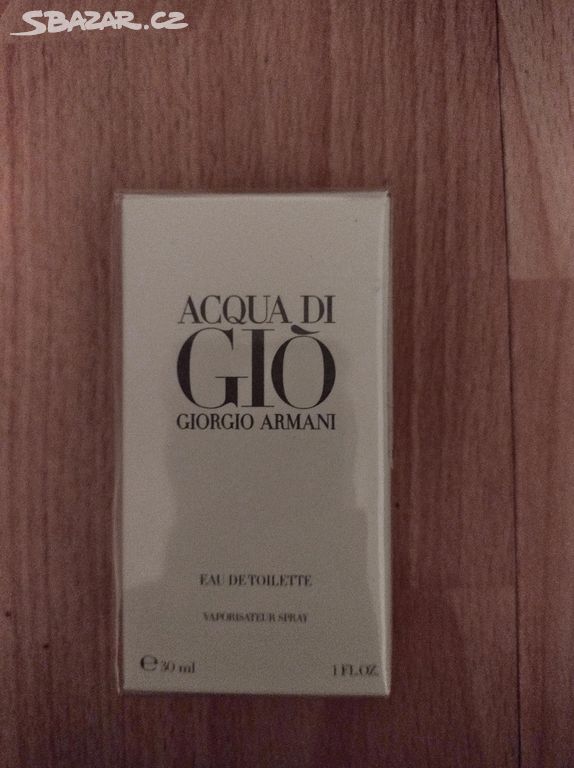 SBAZAR.CZ
ACQUA DI
GIÒ
GIORGIO ARMANI
EAU DE TOILETTE
VAPORISATEUR SPRAY
℮ 30 ml 1 FL.OZ.